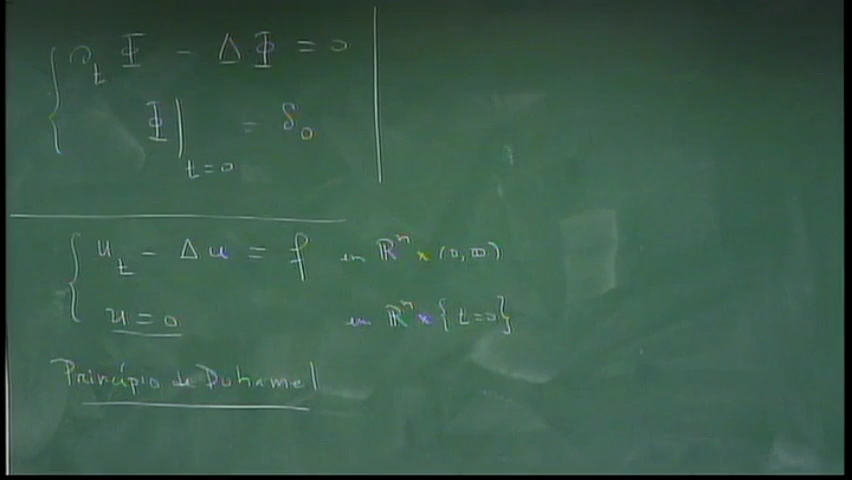 ∂_t Φ − ΔΦ = 0
Φ|_{t=0} = δ_0
u_t − Δu = f em ℝ^n × (0,∞)
u = 0 em ℝ^n × {t=0}
Princípio de Duhamel